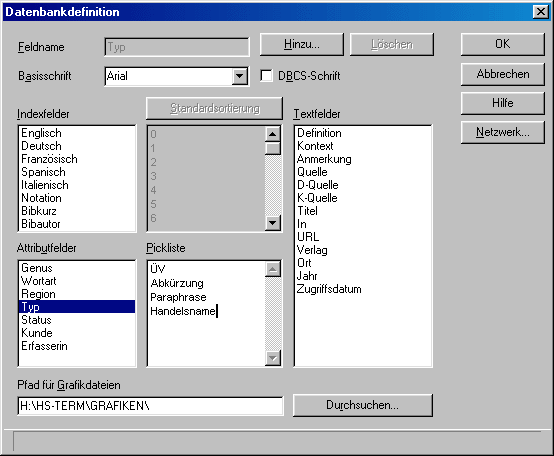 Datenbankdefinition
Feldname
Typ
Hinzu...
Löschen
OK
Basisschrift
Arial
DBCS-Schrift
Abbrechen
Hilfe
Netzwerk...
Indexfelder
Englisch
Deutsch
Französisch
Spanisch
Italienisch
Notation
Bibkurz
Bibautor
Standardsortierung
0
1
2
3
4
5
6
Textfelder
Definition
Kontext
Anmerkung
Quelle
D-Quelle
K-Quelle
Titel
In
URL
Verlag
Ort
Jahr
Zugriffsdatum
Attributfelder
Genus
Wortart
Region
Typ
Status
Kunde
Erfasserin
Pickliste
ÜV
Abkürzung
Paraphrase
Handelsname
Pfad für Grafikdateien
H:\HS-TERM\GRAFIKEN\
Durchsuchen...